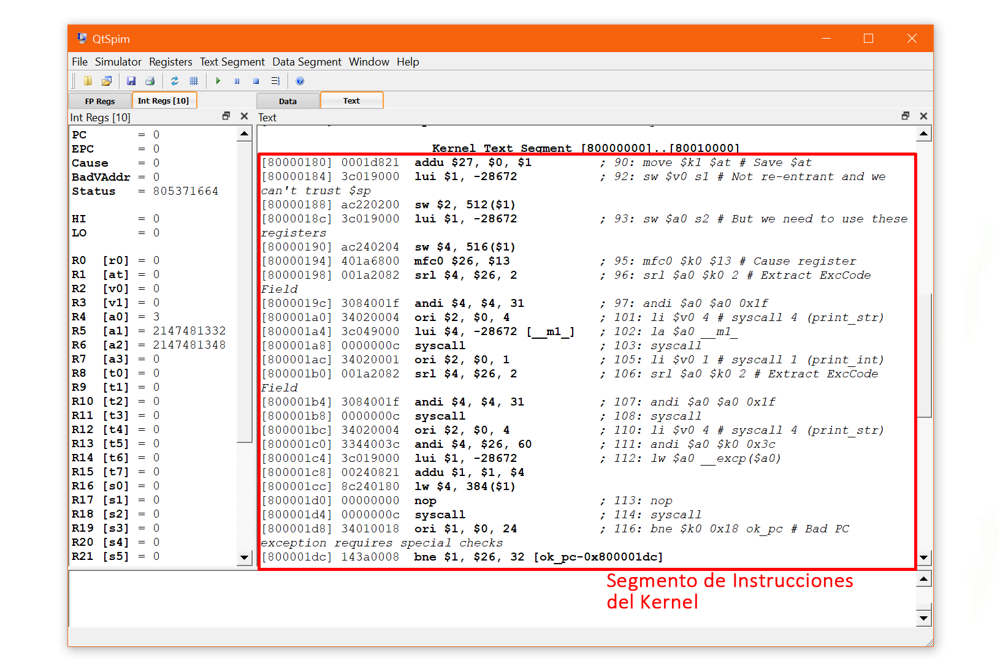 QtSpim
File Simulator Registers Text Segment Data Segment Window Help
FP Regs Int Regs [10] Data Text
Int Regs [10]
Text
PC = 0
EPC = 0
Cause = 0
BadVAddr = 0
Status = 805371664
HI = 0
LO = 0
R0 [r0] = 0
R1 [at] = 0
R2 [v0] = 0
R3 [v1] = 0
R4 [a0] = 3
R5 [a1] = 2147481332
R6 [a2] = 2147481348
R7 [a3] = 0
R8 [t0] = 0
R9 [t1] = 0
R10 [t2] = 0
R11 [t3] = 0
R12 [t4] = 0
R13 [t5] = 0
R14 [t6] = 0
R15 [t7] = 0
R16 [s0] = 0
R17 [s1] = 0
R18 [s2] = 0
R19 [s3] = 0
R20 [s4] = 0
R21 [s5] = 0
Kernel Text Segment [80000000]..[80010000]
[80000180] 0001d821 addu $27, $0, $1 ; 90: move $k1 $at # Save $at
[80000184] 3c019000 lui $1, -28672 ; 92: sw $v0 s1 # Not re-entrant and we
can't trust $sp
[80000188] ac220200 sw $2, 512($1)
[8000018c] 3c019000 lui $1, -28672 ; 93: sw $a0 s2 # But we need to use these
registers
[80000190] ac240204 sw $4, 516($1)
[80000194] 401a6800 mfc0 $26, $13 ; 95: mfc0 $k0 $13 # Cause register
[80000198] 001a2082 srl $4, $26, 2 ; 96: srl $a0 $k0 2 # Extract ExcCode
Field
[8000019c] 3084001f andi $4, $4, 31 ; 97: andi $a0 $a0 0x1f
[800001a0] 34020004 ori $2, $0, 4 ; 101: li $v0 4 # syscall 4 (print_str)
[800001a4] 3c049000 lui $4, -28672 [__m1_] ; 102: la $a0 __m1_
[800001a8] 0000000c syscall ; 103: syscall
[800001ac] 34020001 ori $2, $0, 1 ; 105: li $v0 1 # syscall 1 (print_int)
[800001b0] 001a2082 srl $4, $26, 2 ; 106: srl $a0 $k0 2 # Extract ExcCode
Field
[800001b4] 3084001f andi $4, $4, 31 ; 107: andi $a0 $a0 0x1f
[800001b8] 0000000c syscall ; 108: syscall
[800001bc] 34020004 ori $2, $0, 4 ; 110: li $v0 4 # syscall 4 (print_str)
[800001c0] 3344003c andi $4, $26, 60 ; 111: andi $a0 $k0 0x3c
[800001c4] 3c019000 lui $1, -28672 ; 112: lw $a0 __excp($a0)
[800001c8] 00240821 addu $1, $1, $4
[800001cc] 8c240180 lw $4, 384($1)
[800001d0] 00000000 nop ; 113: nop
[800001d4] 0000000c syscall ; 114: syscall
[800001d8] 34010018 ori $1, $0, 24 ; 116: bne $k0 0x18 ok_pc # Bad PC
exception requires special checks
[800001dc] 143a0008 bne $1, $26, 32 [ok_pc-0x800001dc]
Segmento de Instrucciones
del Kernel